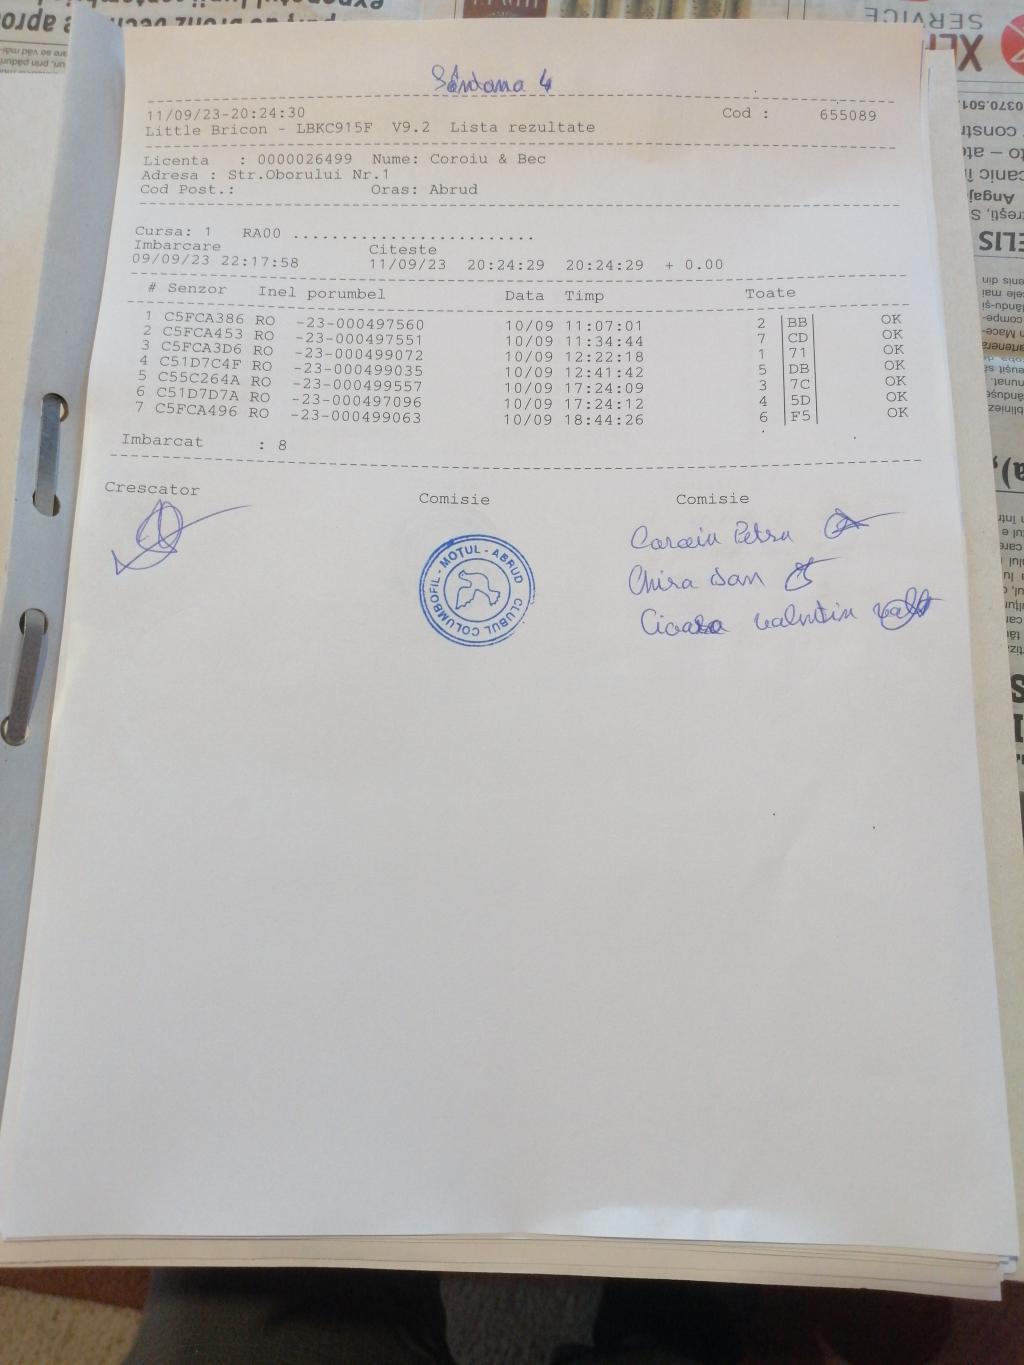 Sântana 4
11/09/23-20:24:30 Cod : 655089
Little Bricon - LBKC915F V9.2 Lista rezultate
Licenta : 0000026499 Nume: Coroiu & Bec
Adresa : Str.Oborului Nr.1
Cod Post.: Oras: Abrud
Cursa: 1 RA00 .........................
Imbarcare Citeste
09/09/23 22:17:58 11/09/23 20:24:29 20:24:29 + 0.00
# Senzor Inel porumbel Data Timp Toate
1 C5FCA386 RO -23-000497560 10/09 11:07:01 2 |BB| OK
2 C5FCA453 RO -23-000497551 10/09 11:34:44 7 |CD| OK
3 C5FCA3D6 RO -23-000499072 10/09 12:22:18 1 |71| OK
4 C51D7C4F RO -23-000499035 10/09 12:41:42 5 |DB| OK
5 C55C264A RO -23-000499557 10/09 17:24:09 3 |7C| OK
6 C51D7D7A RO -23-000497096 10/09 17:24:12 4 |5D| OK
7 C5FCA496 RO -23-000499063 10/09 18:44:26 6 |F5| OK
Imbarcat : 8
Crescator Comisie Comisie
CLUBUL COLUMBOFIL - MOTUL - ABRUD
Petru
Chira Dan
Valentin
XL
SERVICE
0370.501.
Angaj
ELIS